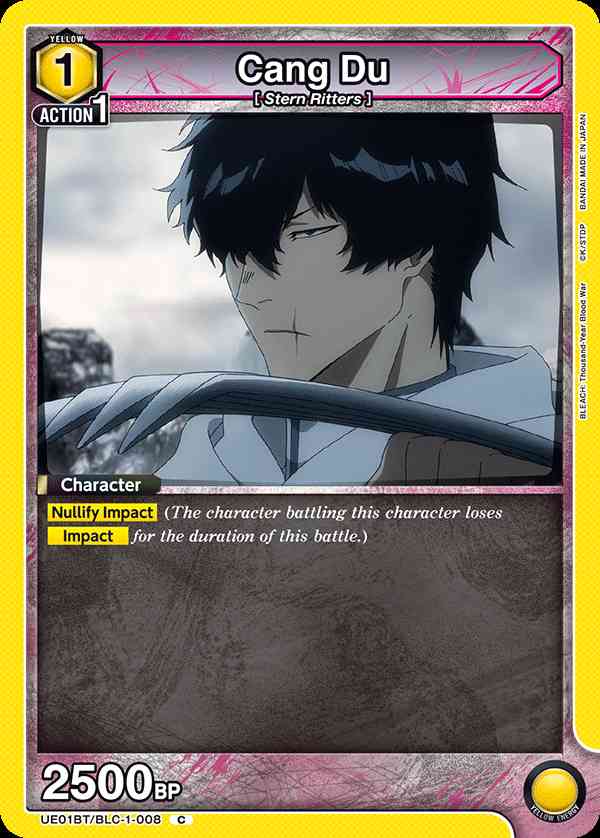 YELLOW
1
ACTION 1
Cang Du
[ Stern Ritters ]
BANDAI MADE IN JAPAN
©K/STDP
BLEACH: Thousand-Year Blood War
Character
Nullify Impact (The character battling this character loses
Impact for the duration of this battle.)
2500 BP
YELLOW ENERGY
UE01BT/BLC-1-008 C